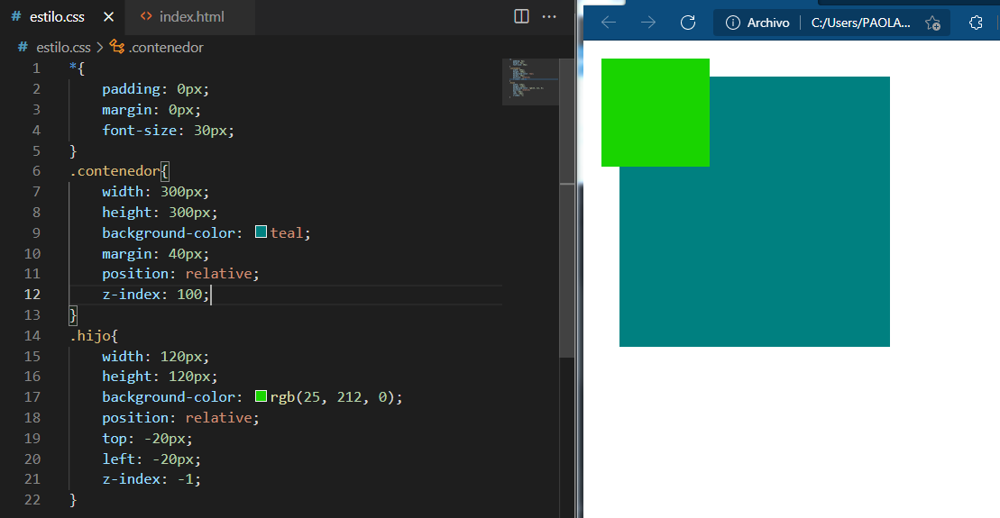 # estilo.css × <> index.html ...
Archivo C:/Users/PAOLA...
# estilo.css > .contenedor
1 *{
2 padding: 0px;
3 margin: 0px;
4 font-size: 30px;
5 }
6 .contenedor{
7 width: 300px;
8 height: 300px;
9 background-color: teal;
10 margin: 40px;
11 position: relative;
12 z-index: 100;
13 }
14 .hijo{
15 width: 120px;
16 height: 120px;
17 background-color: rgb(25, 212, 0);
18 position: relative;
19 top: -20px;
20 left: -20px;
21 z-index: -1;
22 }